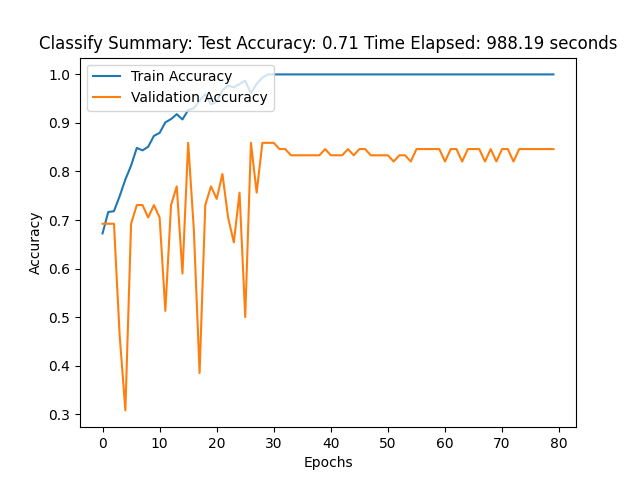 Classify Summary: Test Accuracy: 0.71 Time Elapsed: 988.19 seconds
Train Accuracy
Validation Accuracy
1.0
0.9
0.8
0.7
0.6
0.5
0.4
0.3
Accuracy
0 10 20 30 40 50 60 70 80
Epochs